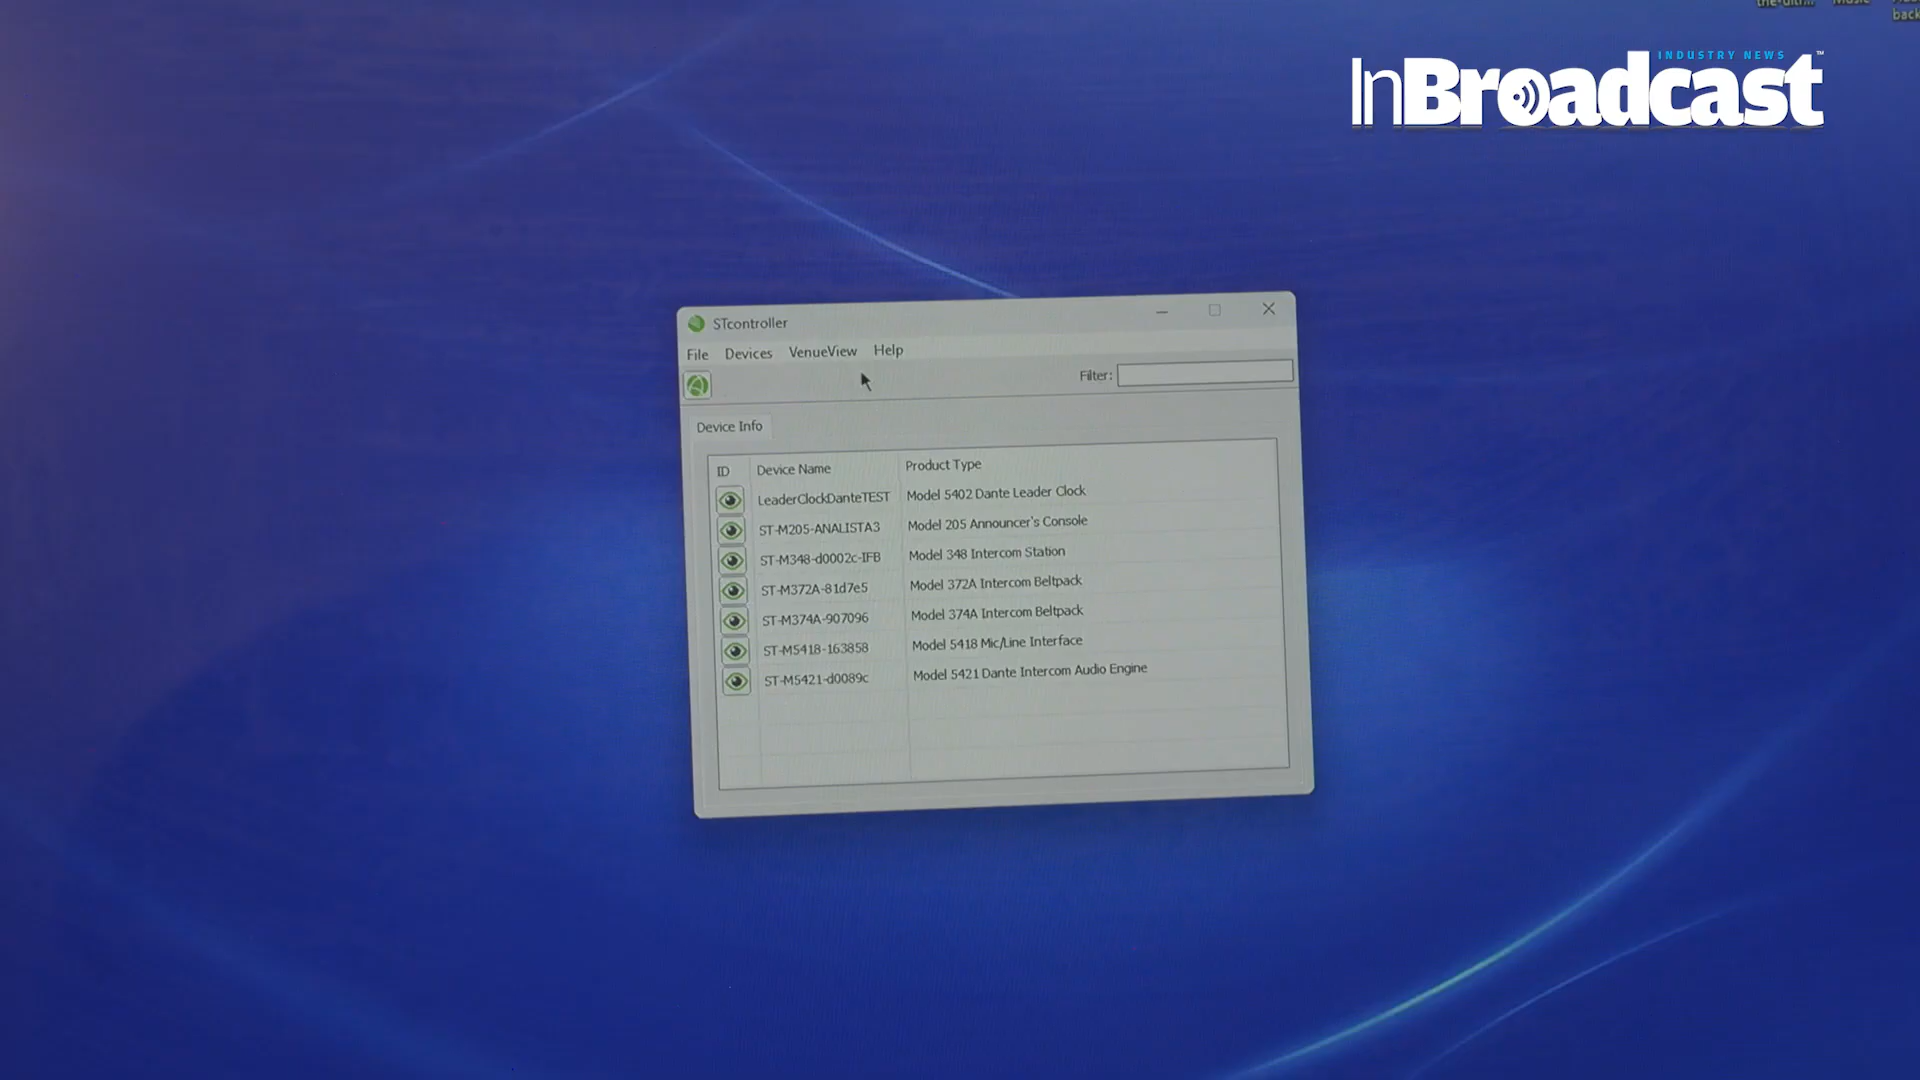 INDUSTRY NEWS
InBroadcast™
back
STcontroller
File Devices VenueView Help
Filter:
Device Info
ID Device Name Product Type
LeaderClockDanteTEST Model 5402 Dante Leader Clock
ST-M205-ANALISTA3 Model 205 Announcer's Console
ST-M348-d0002c-IFB Model 348 Intercom Station
ST-M372A-81d7e5 Model 372A Intercom Beltpack
ST-M374A-907096 Model 374A Intercom Beltpack
ST-M5418-163858 Model 5418 Mic/Line Interface
ST-M5421-d0089c Model 5421 Dante Intercom Audio Engine